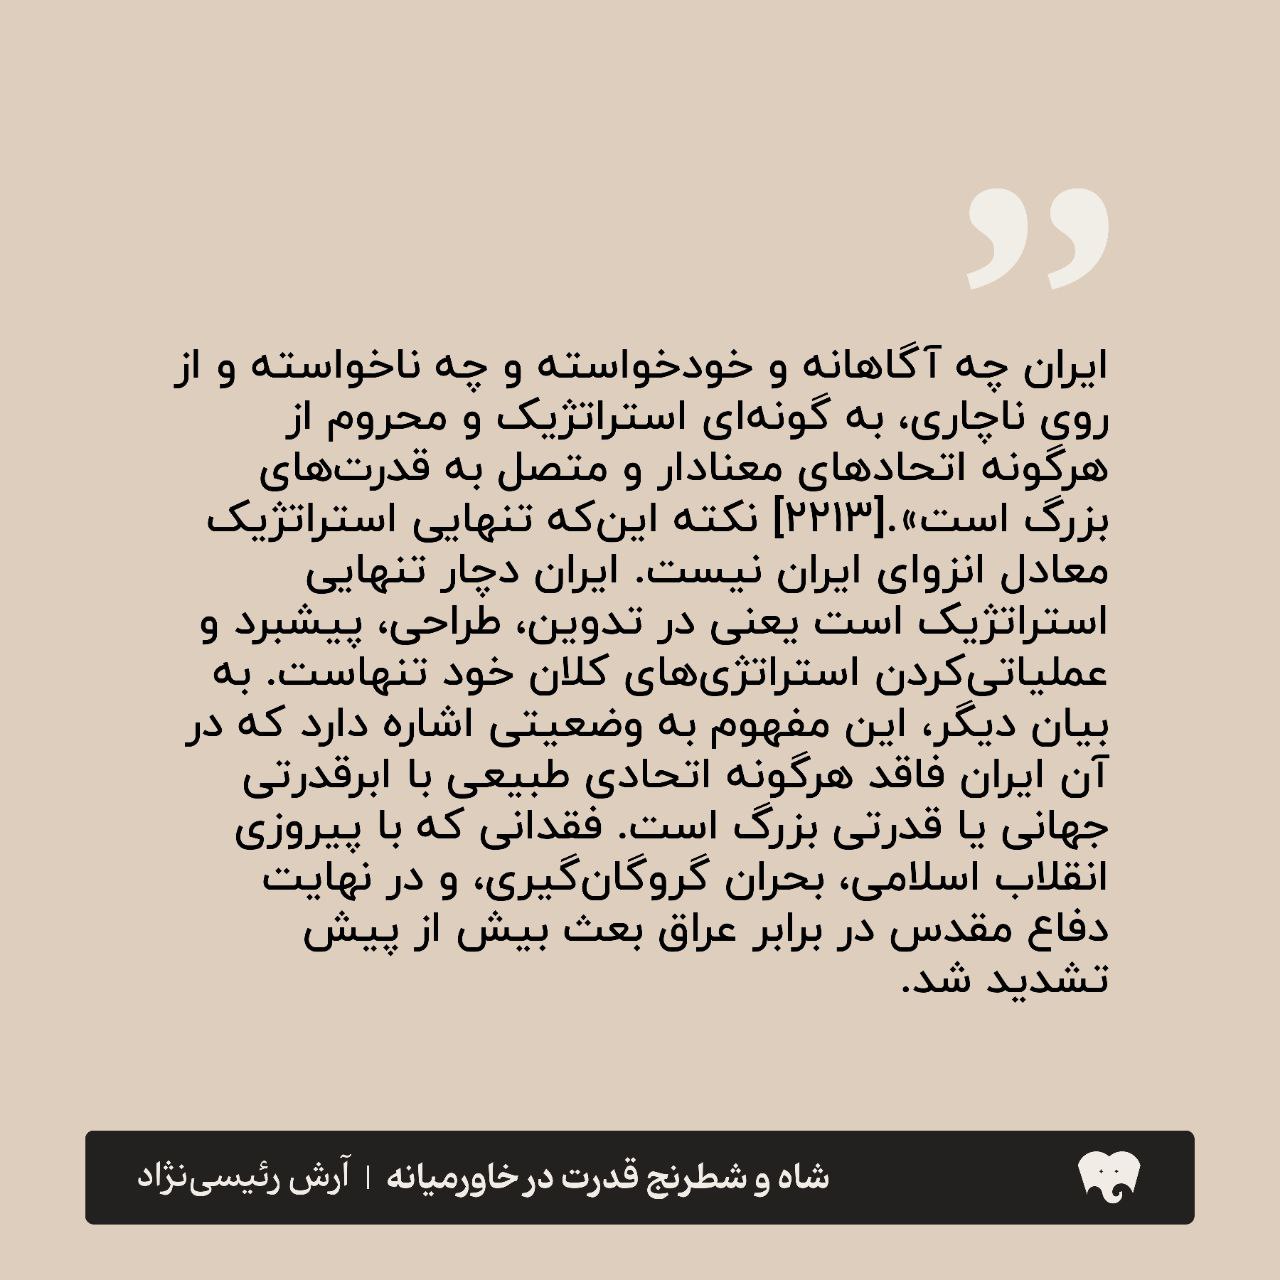 ”
ایران چه آگاهانه و خودخواسته و چه ناخواسته و از
روی ناچاری، به گونه‌ای استراتژیک و محروم از
هرگونه اتحادهای معنادار و متصل به قدرت‌های
بزرگ است».[۲۲۱۳] نکته این‌که تنهایی استراتژیک
معادل انزوای ایران نیست. ایران دچار تنهایی
استراتژیک است یعنی در تدوین، طراحی، پیشبرد و
عملیاتی‌کردن استراتژی‌های کلان خود تنهاست. به
بیان دیگر، این مفهوم به وضعیتی اشاره دارد که در
آن ایران فاقد هرگونه اتحادی طبیعی با ابرقدرتی
جهانی یا قدرتی بزرگ است. فقدانی که با پیروزی
انقلاب اسلامی، بحران گروگان‌گیری، و در نهایت
دفاع مقدس در برابر عراق بعث بیش از پیش
تشدید شد.
شاه و شطرنج قدرت در خاورمیانه | آرش رئیسی‌نژاد